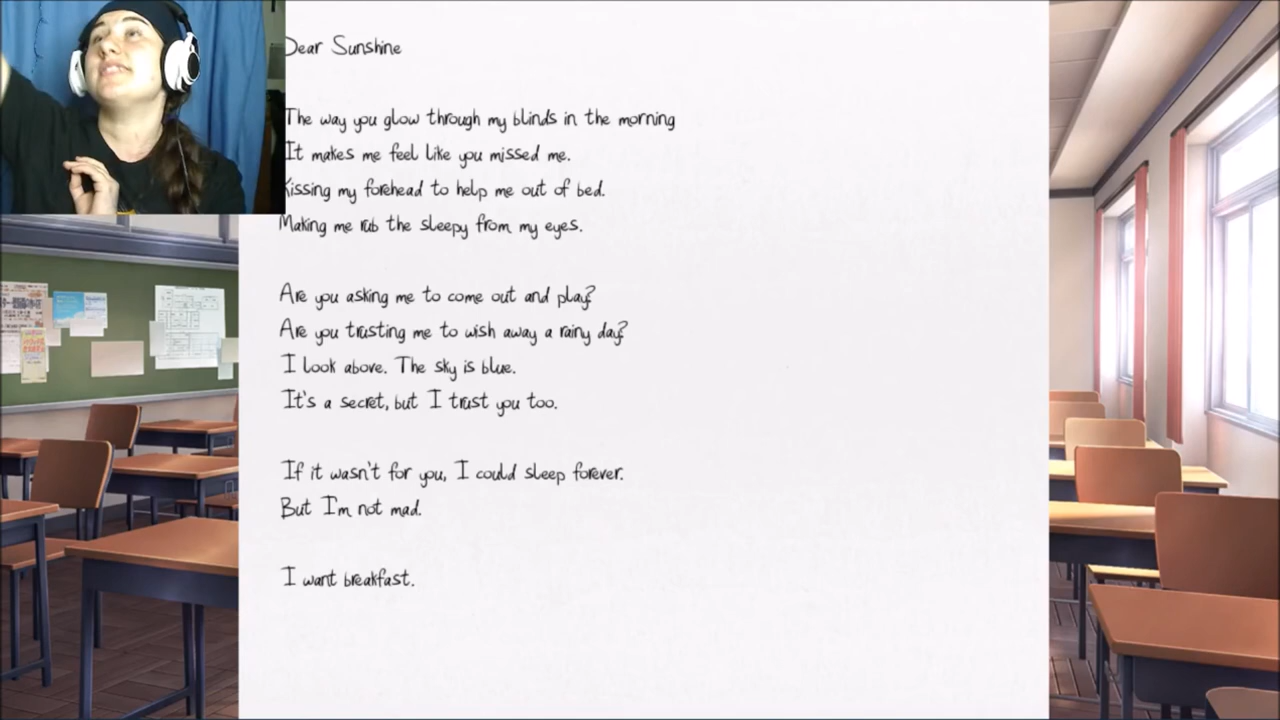 Dear Sunshine
The way you glow through my blinds in the morning
It makes me feel like you missed me.
Kissing my forehead to help me out of bed.
Making me rub the sleepy from my eyes.
Are you asking me to come out and play?
Are you trusting me to wish away a rainy day?
I look above. The sky is blue.
It's a secret, but I trust you too.
If it wasn't for you, I could sleep forever.
But I'm not mad.
I want breakfast.